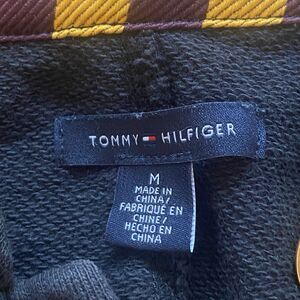 TOMMY HILFIGER
M
MADE IN
CHINA/
FABRIQUÉ EN
CHINE/
HECHO EN
CHINA